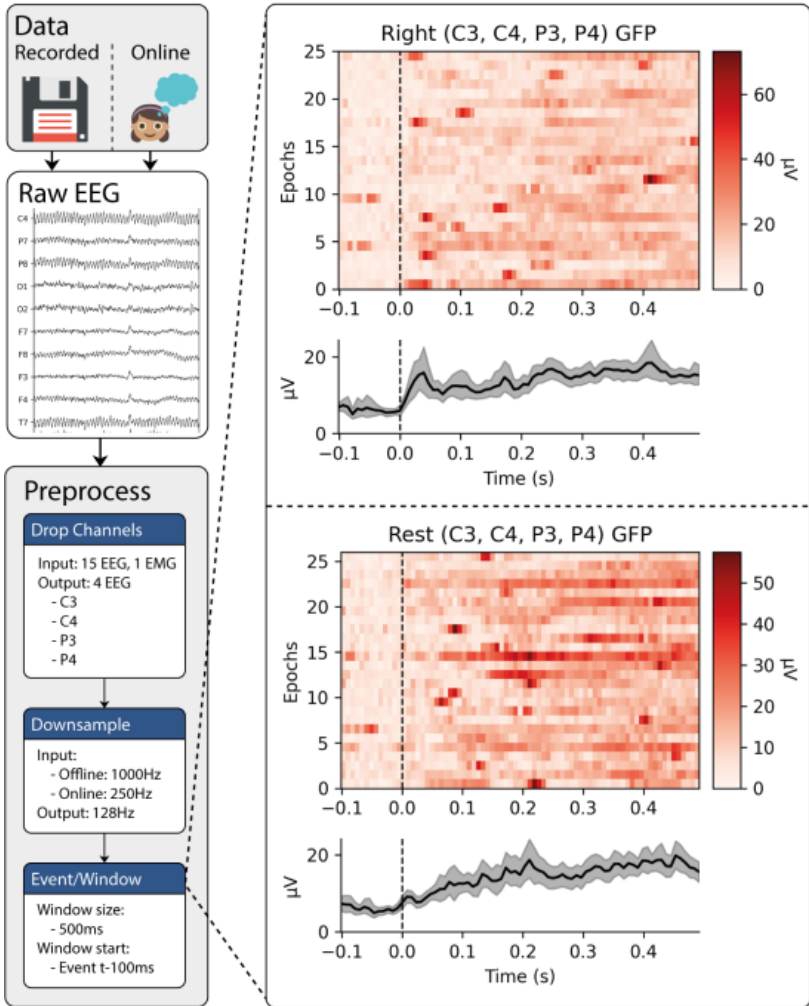 Data
Recorded
Online
Raw EEG
C4
P7
P8
O1
O2
F7
F8
F3
F4
T7
Preprocess
Drop Channels
Input: 15 EEG, 1 EMG
Output: 4 EEG
- C3
- C4
- P3
- P4
Downsample
Input:
- Offline: 1000Hz
- Online: 250Hz
Output: 128Hz
Event/Window
Window size:
- 500ms
Window start:
- Event t-100ms
Right (C3, C4, P3, P4) GFP
Epochs
25
20
15
10
5
0
−0.1 0.0 0.1 0.2 0.3 0.4
60
40
20
0
μV
μV
20
0
−0.1 0.0 0.1 0.2 0.3 0.4
Time (s)
Rest (C3, C4, P3, P4) GFP
Epochs
25
20
15
10
5
0
−0.1 0.0 0.1 0.2 0.3 0.4
50
40
30
20
10
0
μV
μV
20
0
−0.1 0.0 0.1 0.2 0.3 0.4
Time (s)